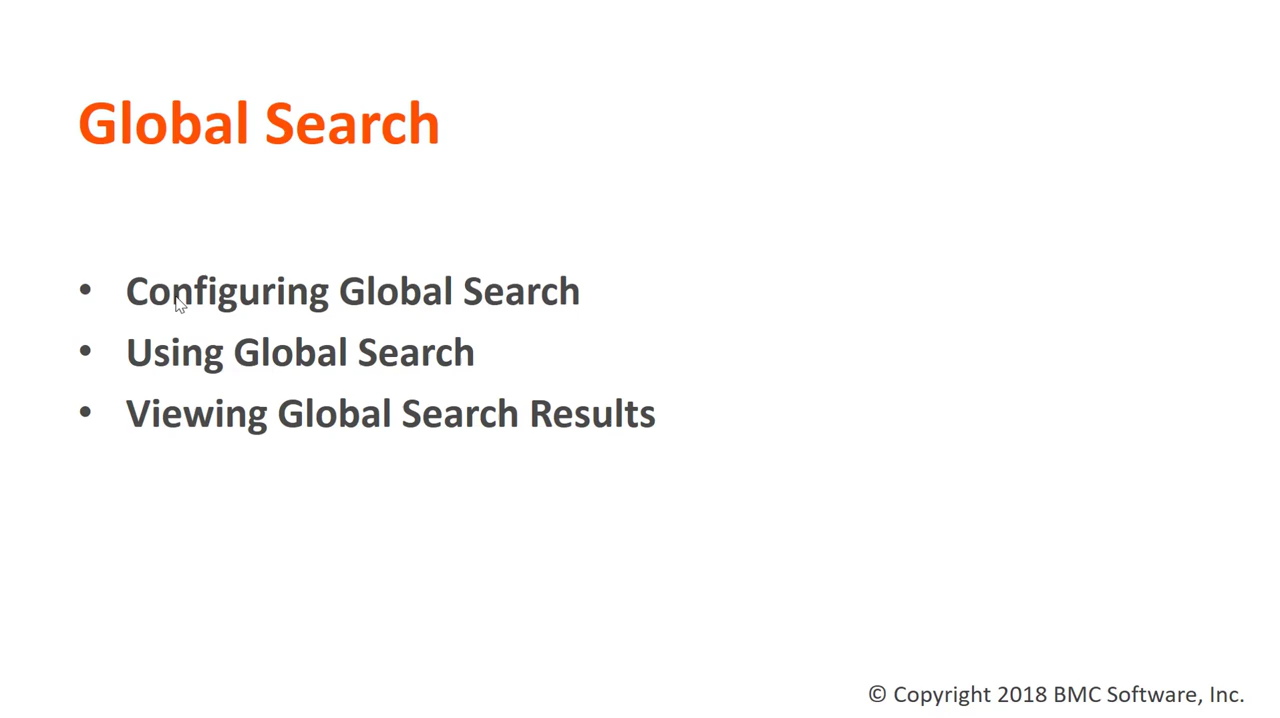 Global Search
• Configuring Global Search
• Using Global Search
• Viewing Global Search Results
© Copyright 2018 BMC Software, Inc.